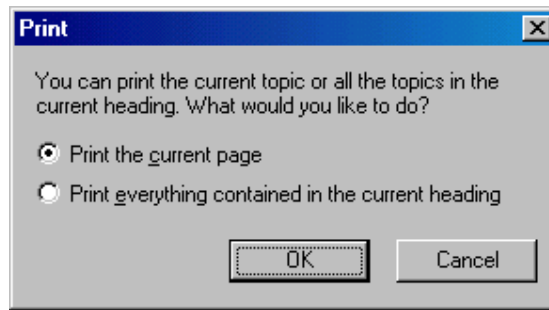 Print
You can print the current topic or all the topics in the
current heading. What would you like to do?
Print the current page
Print everything contained in the current heading
OK
Cancel